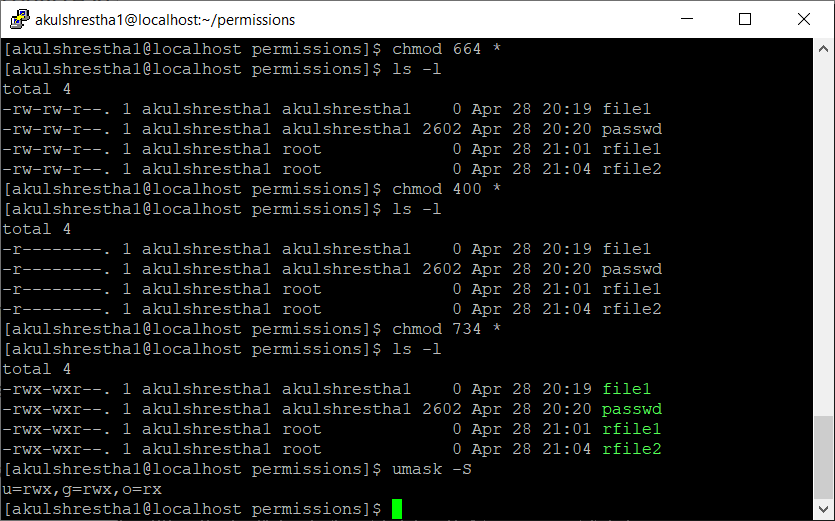 akulshrestha1@localhost:~/permissions
[akulshrestha1@localhost permissions]$ chmod 664 *
[akulshrestha1@localhost permissions]$ ls -l
total 4
-rw-rw-r--. 1 akulshrestha1 akulshrestha1    0 Apr 28 20:19 file1
-rw-rw-r--. 1 akulshrestha1 akulshrestha1 2602 Apr 28 20:20 passwd
-rw-rw-r--. 1 akulshrestha1 root             0 Apr 28 21:01 rfile1
-rw-rw-r--. 1 akulshrestha1 root             0 Apr 28 21:04 rfile2
[akulshrestha1@localhost permissions]$ chmod 400 *
[akulshrestha1@localhost permissions]$ ls -l
total 4
-r--------. 1 akulshrestha1 akulshrestha1    0 Apr 28 20:19 file1
-r--------. 1 akulshrestha1 akulshrestha1 2602 Apr 28 20:20 passwd
-r--------. 1 akulshrestha1 root             0 Apr 28 21:01 rfile1
-r--------. 1 akulshrestha1 root             0 Apr 28 21:04 rfile2
[akulshrestha1@localhost permissions]$ chmod 734 *
[akulshrestha1@localhost permissions]$ ls -l
total 4
-rwx-wxr--. 1 akulshrestha1 akulshrestha1    0 Apr 28 20:19 file1
-rwx-wxr--. 1 akulshrestha1 akulshrestha1 2602 Apr 28 20:20 passwd
-rwx-wxr--. 1 akulshrestha1 root             0 Apr 28 21:01 rfile1
-rwx-wxr--. 1 akulshrestha1 root             0 Apr 28 21:04 rfile2
[akulshrestha1@localhost permissions]$ umask -S
u=rwx,g=rwx,o=rx
[akulshrestha1@localhost permissions]$